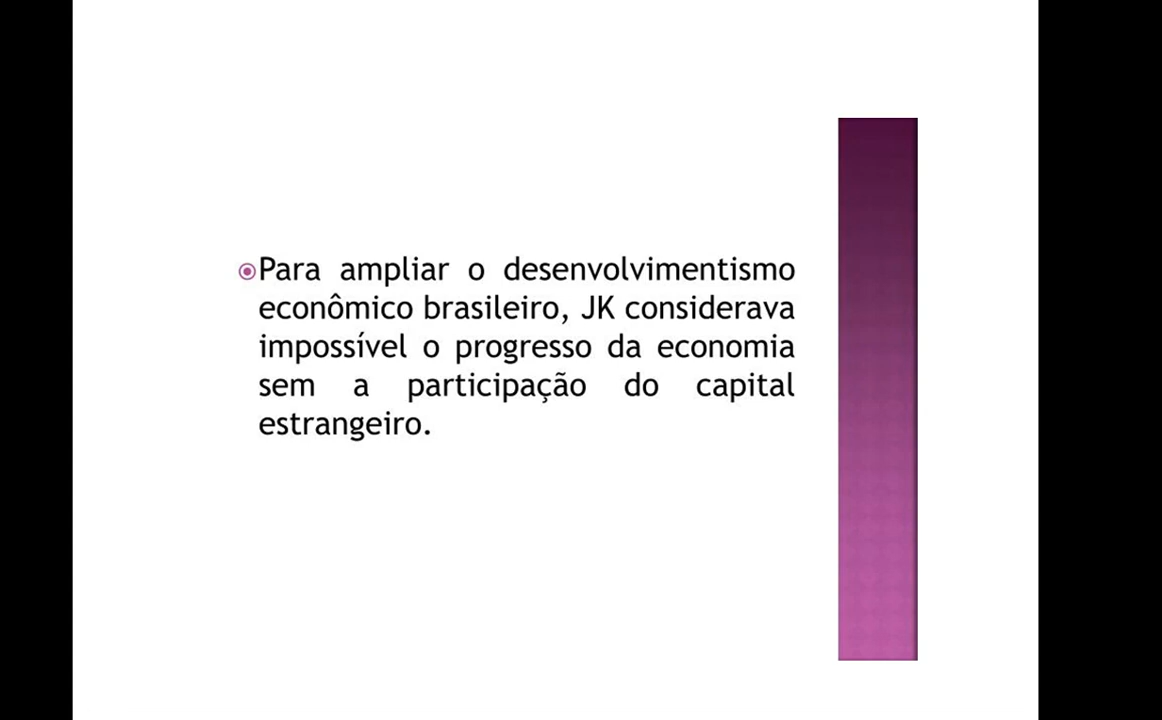 Para ampliar o desenvolvimentismo
econômico brasileiro, JK considerava
impossível o progresso da economia
sem a participação do capital
estrangeiro.